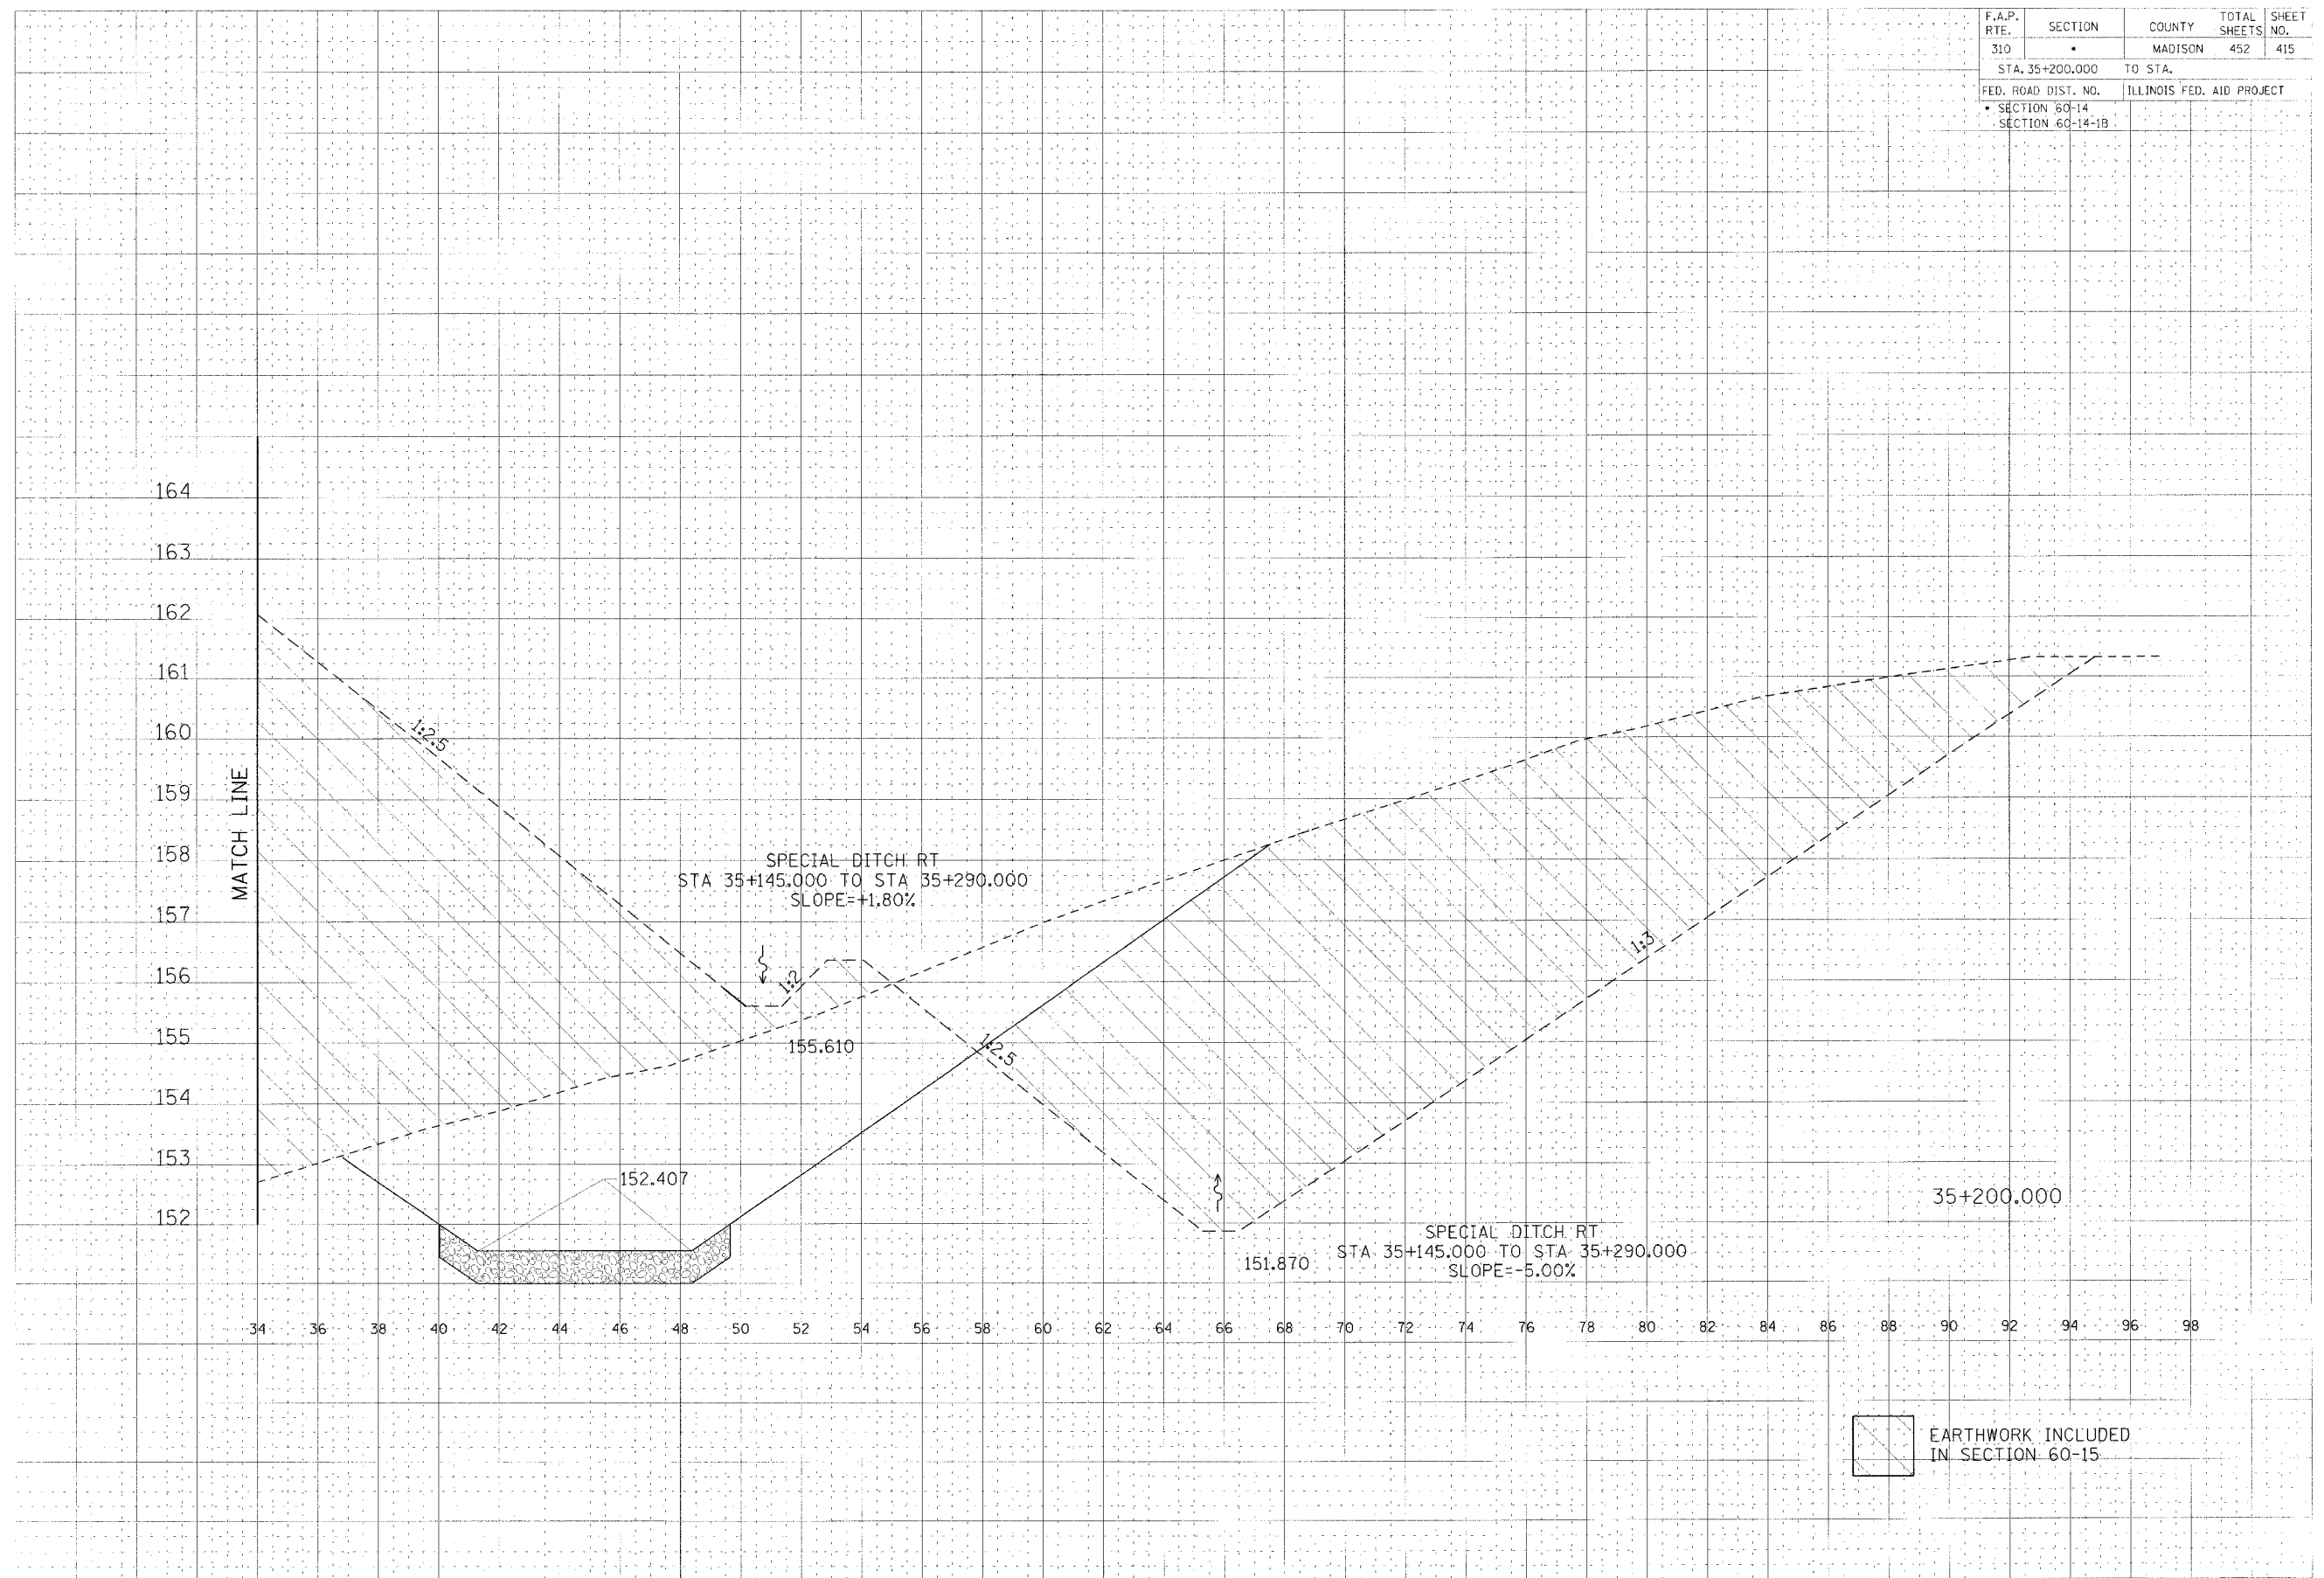 F.A.P. RTE. SECTION COUNTY TOTAL SHEETS SHEET NO.
310 • MADISON 452 415
STA. 35+200.000 TO STA.
FED. ROAD DIST. NO. ILLINOIS FED. AID PROJECT
• SECTION 60-14
SECTION 60-14-1B
164
163
162
161
160
159
158
157
156
155
154
153
152
MATCH LINE
1:2.5
SPECIAL DITCH RT
STA 35+145.000 TO STA 35+290.000
SLOPE=+1.80%
1:2
155.610
1:2.5
1:3
152.407
151.870
SPECIAL DITCH RT
STA 35+145.000 TO STA 35+290.000
SLOPE=-5.00%
35+200.000
34 36 38 40 42 44 46 48 50 52 54 56 58 60 62 64 66 68 70 72 74 76 78 80 82 84 86 88 90 92 94 96 98
EARTHWORK INCLUDED
IN SECTION 60-15